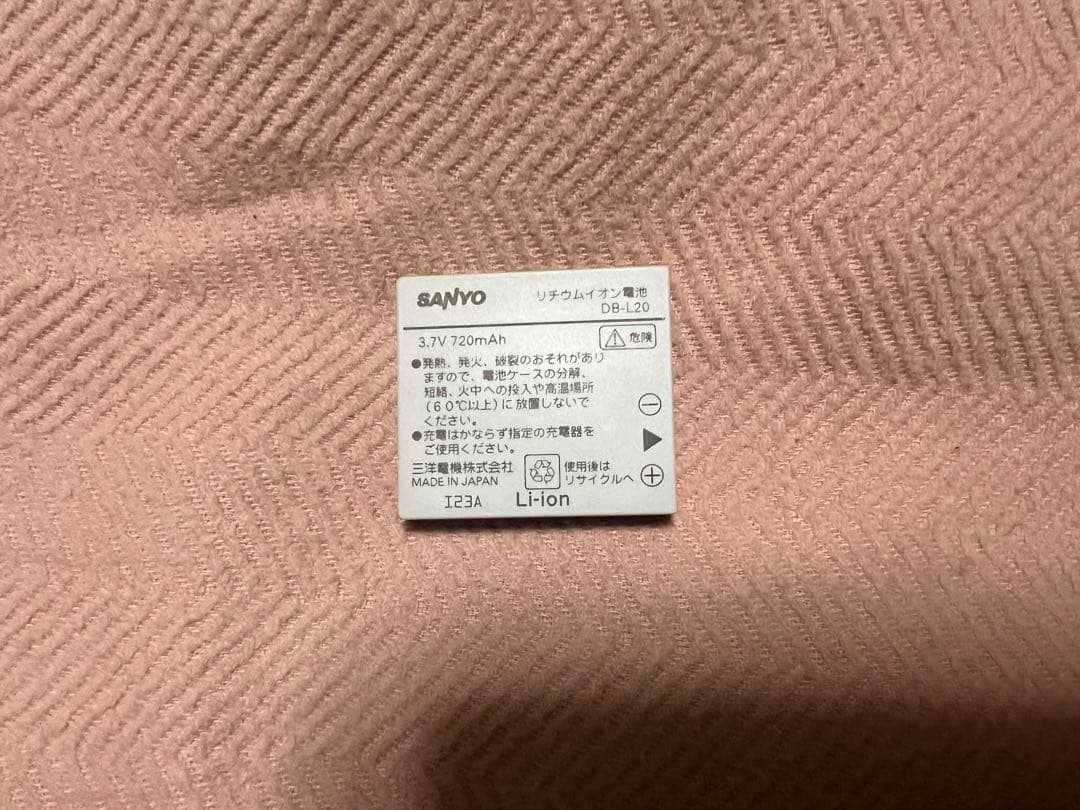 SANYO
リチウムイオン電池
DB-L20
3.7V 720mAh
⚠危険
●発熱、発火、破裂のおそれがあり
ますので、電池ケースの分解、
短絡、火中への投入や高温場所
(60℃以上)に放置しないで
ください。
●充電はかならず指定の充電器を
ご使用ください。
三洋電機株式会社
MADE IN JAPAN
使用後は
リサイクルへ
I23A
Li-ion